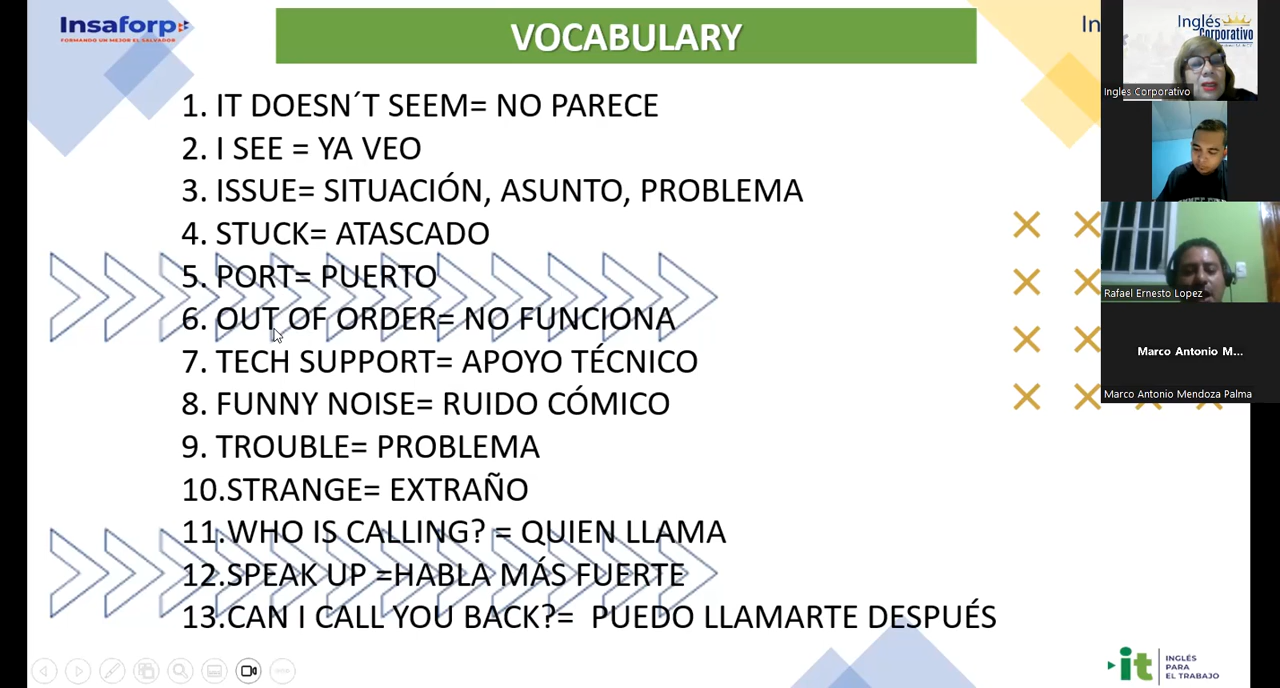 Insaforp
FORMANDO UN MEJOR EL SALVADOR
VOCABULARY
In
Inglés
Corporativo
Ingles Corporativo
1. IT DOESN´T SEEM= NO PARECE
2. I SEE = YA VEO
3. ISSUE= SITUACIÓN, ASUNTO, PROBLEMA
4. STUCK= ATASCADO
5. PORT= PUERTO
6. OUT OF ORDER= NO FUNCIONA
7. TECH SUPPORT= APOYO TÉCNICO
8. FUNNY NOISE= RUIDO CÓMICO
9. TROUBLE= PROBLEMA
10.STRANGE= EXTRAÑO
11.WHO IS CALLING? = QUIEN LLAMA
12.SPEAK UP =HABLA MÁS FUERTE
13.CAN I CALL YOU BACK?= PUEDO LLAMARTE DESPUÉS
Rafael Ernesto Lopez
Marco Antonio M...
Marco Antonio Mendoza Palma
it
INGLÉS
PARA
EL TRABAJO